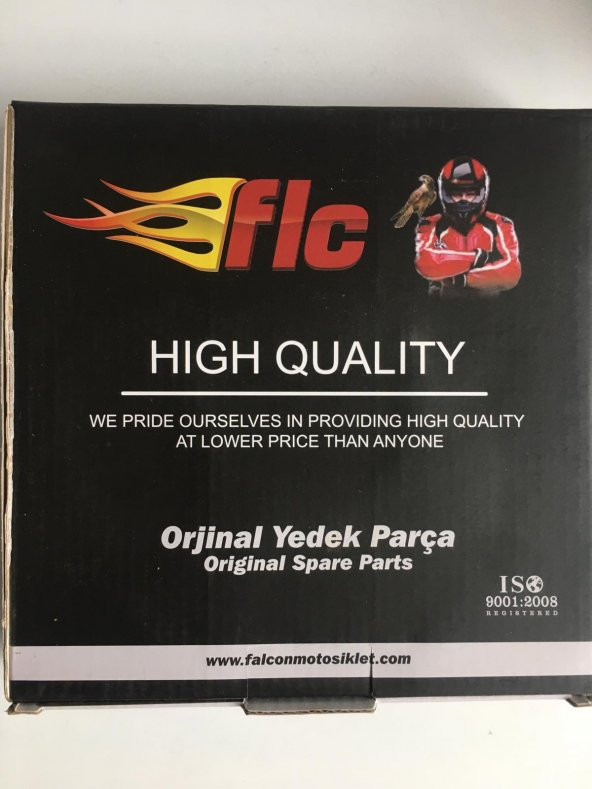 flc
HIGH QUALITY
WE PRIDE OURSELVES IN PROVIDING HIGH QUALITY
AT LOWER PRICE THAN ANYONE
Orjinal Yedek Parça
Original Spare Parts
ISO
9001:2008
REGISTERED
www.falconmotosiklet.com